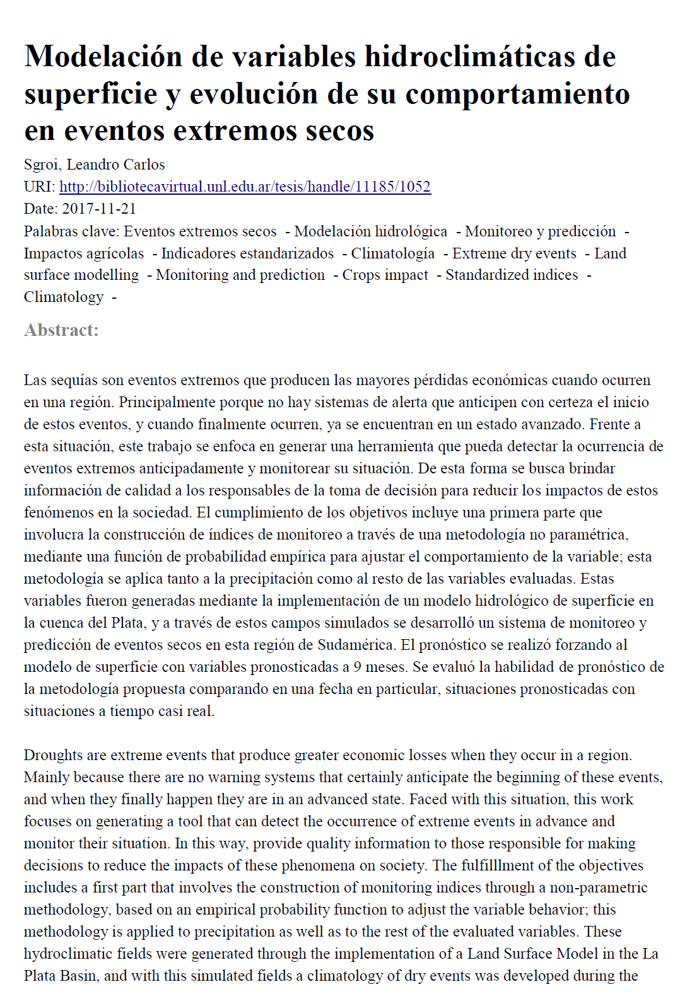 Modelación de variables hidroclimáticas de
superficie y evolución de su comportamiento
en eventos extremos secos
Sgroi, Leandro Carlos
URI: http://bibliotecavirtual.unl.edu.ar/tesis/handle/11185/1052
Date: 2017-11-21
Palabras clave: Eventos extremos secos - Modelación hidrológica - Monitoreo y predicción -
Impactos agrícolas - Indicadores estandarizados - Climatología - Extreme dry events - Land
surface modelling - Monitoring and prediction - Crops impact - Standardized indices -
Climatology -
Abstract:
Las sequías son eventos extremos que producen las mayores pérdidas económicas cuando ocurren
en una región. Principalmente porque no hay sistemas de alerta que anticipen con certeza el inicio
de estos eventos, y cuando finalmente ocurren, ya se encuentran en un estado avanzado. Frente a
esta situación, este trabajo se enfoca en generar una herramienta que pueda detectar la ocurrencia de
eventos extremos anticipadamente y monitorear su situación. De esta forma se busca brindar
información de calidad a los responsables de la toma de decisión para reducir los impactos de estos
fenómenos en la sociedad. El cumplimiento de los objetivos incluye una primera parte que
involucra la construcción de índices de monitoreo a través de una metodología no paramétrica,
mediante una función de probabilidad empírica para ajustar el comportamiento de la variable; esta
metodología se aplica tanto a la precipitación como al resto de las variables evaluadas. Estas
variables fueron generadas mediante la implementación de un modelo hidrológico de superficie en
la cuenca del Plata, y a través de estos campos simulados se desarrolló un sistema de monitoreo y
predicción de eventos secos en esta región de Sudamérica. El pronóstico se realizó forzando al
modelo de superficie con variables pronosticadas a 9 meses. Se evaluó la habilidad de pronóstico de
la metodología propuesta comparando en una fecha en particular, situaciones pronosticadas con
situaciones a tiempo casi real.
Droughts are extreme events that produce greater economic losses when they occur in a region.
Mainly because there are no warning systems that certainly anticipate the beginning of these events,
and when they finally happen they are in an advanced state. Faced with this situation, this work
focuses on generating a tool that can detect the occurrence of extreme events in advance and
monitor their situation. In this way, provide quality information to those responsible for making
decisions to reduce the impacts of these phenomena on society. The fulfilllment of the objectives
includes a first part that involves the construction of monitoring indices through a non-parametric
methodology, based on an empirical probability function to adjust the variable behavior; this
methodology is applied to precipitation as well as to the rest of the evaluated variables. These
hydroclimatic fields were generated through the implementation of a Land Surface Model in the La
Plata Basin, and with this simulated fields a climatology of dry events was developed during the